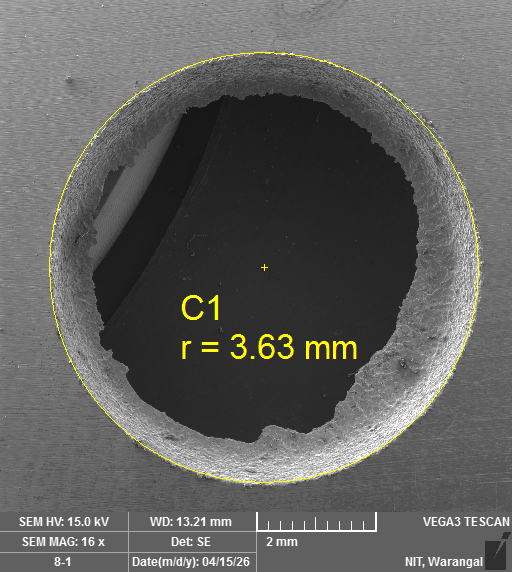 C1
r = 3.63 mm
SEM HV: 15.0 kV
WD: 13.21 mm
VEGA3 TESCAN
SEM MAG: 16 x
Det: SE
2 mm
8-1
Date(m/d/y): 04/15/26
NIT, Warangal